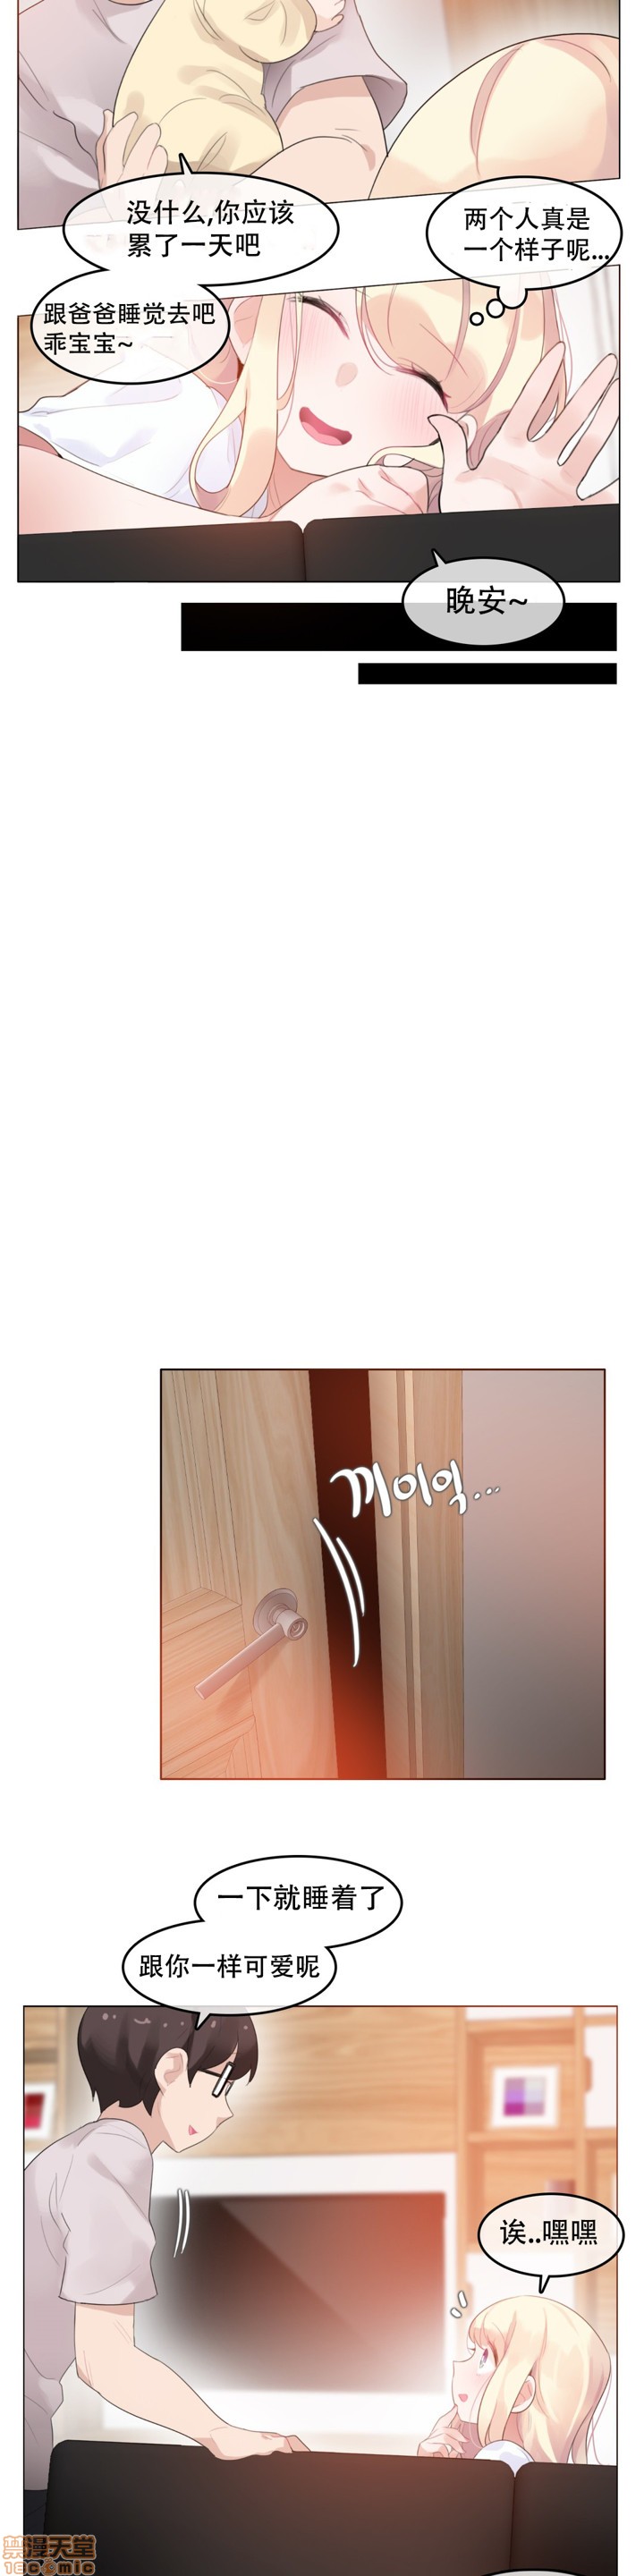 没什么,你应该
累了一天吧
两个人真是
一个样子呢...
跟爸爸睡觉去吧
乖宝宝~
晚安~
끼이익...
一下就睡着了
跟你一样可爱呢
诶..嘿嘿
禁漫天堂
18comic